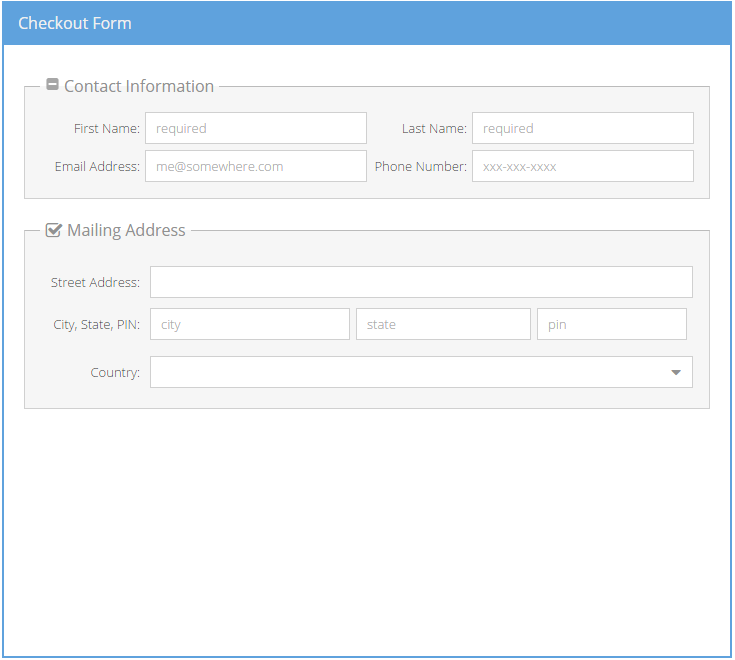 Checkout Form
Contact Information
First Name: required Last Name: required
Email Address: me@somewhere.com Phone Number: xxx-xxx-xxxx
Mailing Address
Street Address:
City, State, PIN: city state pin
Country: